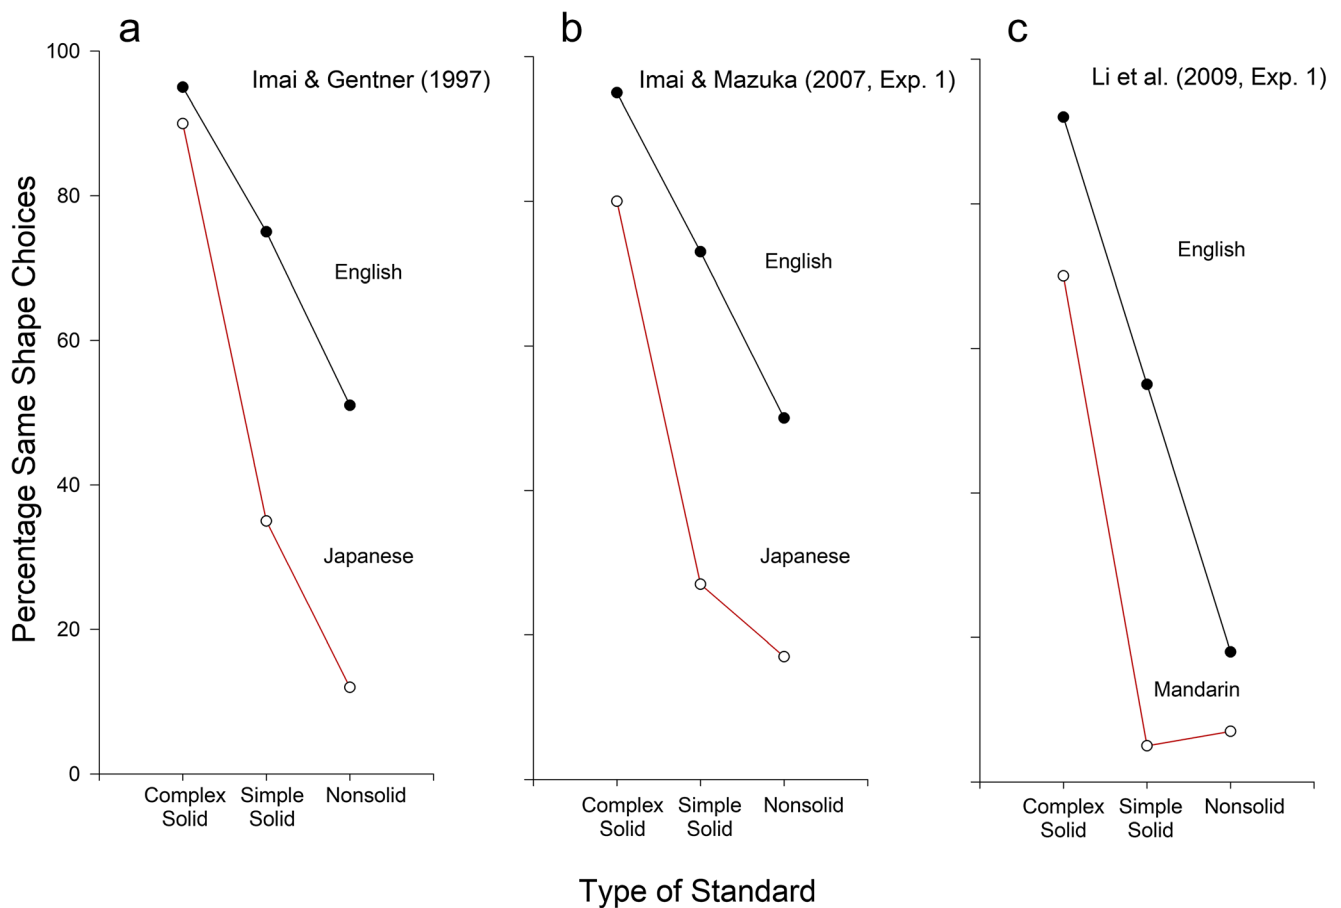 a
Imai & Gentner (1997)
Percentage Same Shape Choices
100
80
60
40
20
0
English
Japanese
Complex
Solid
Simple
Solid
Nonsolid
b
Imai & Mazuka (2007, Exp. 1)
English
Japanese
Complex
Solid
Simple
Solid
Nonsolid
c
Li et al. (2009, Exp. 1)
English
Mandarin
Complex
Solid
Simple
Solid
Nonsolid
Type of Standard